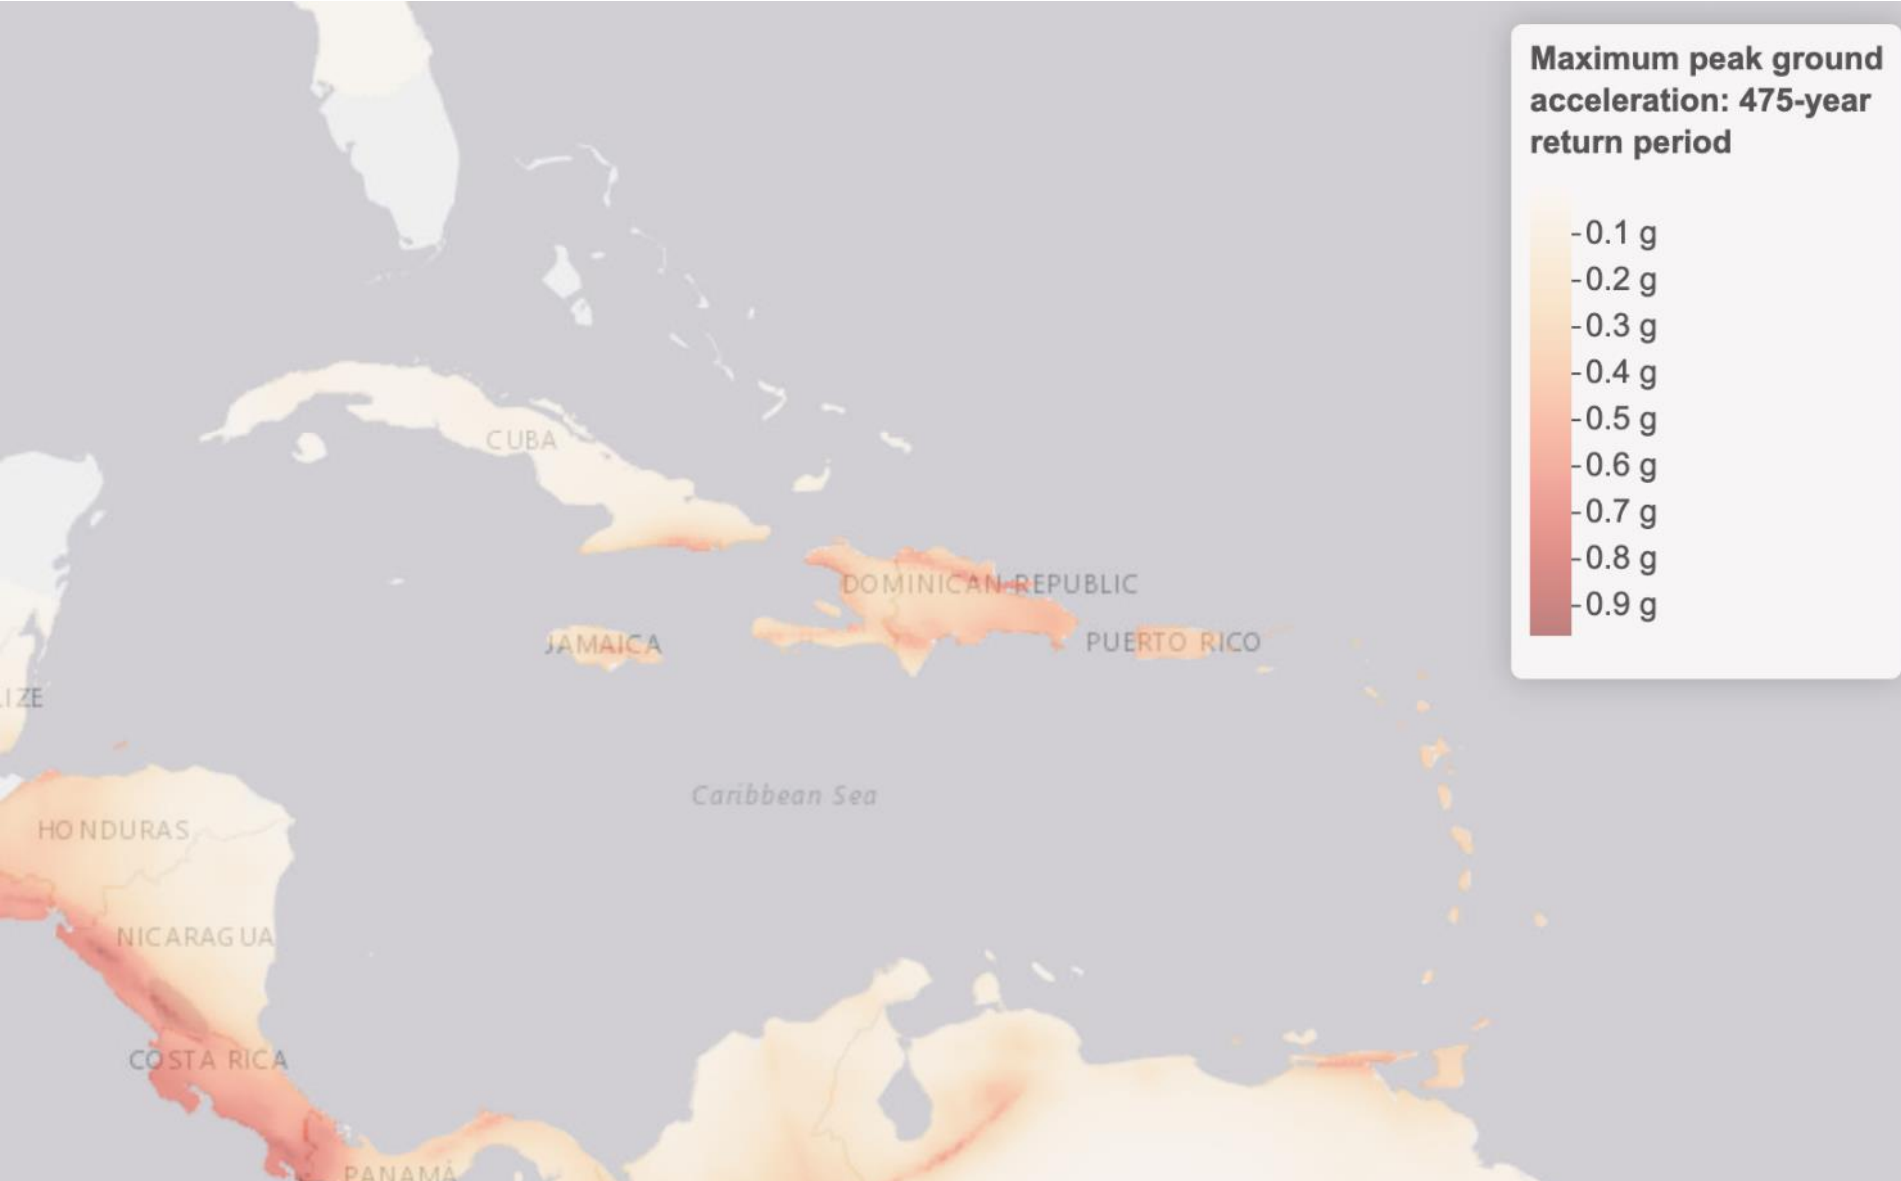 Maximum peak ground
acceleration: 475-year
return period
-0.1 g
-0.2 g
-0.3 g
-0.4 g
-0.5 g
-0.6 g
-0.7 g
-0.8 g
-0.9 g
CUBA
DOMINICAN REPUBLIC
JAMAICA
PUERTO RICO
LIZE
Caribbean Sea
HONDURAS
NICARAGUA
COSTA RICA
PANAMÁ